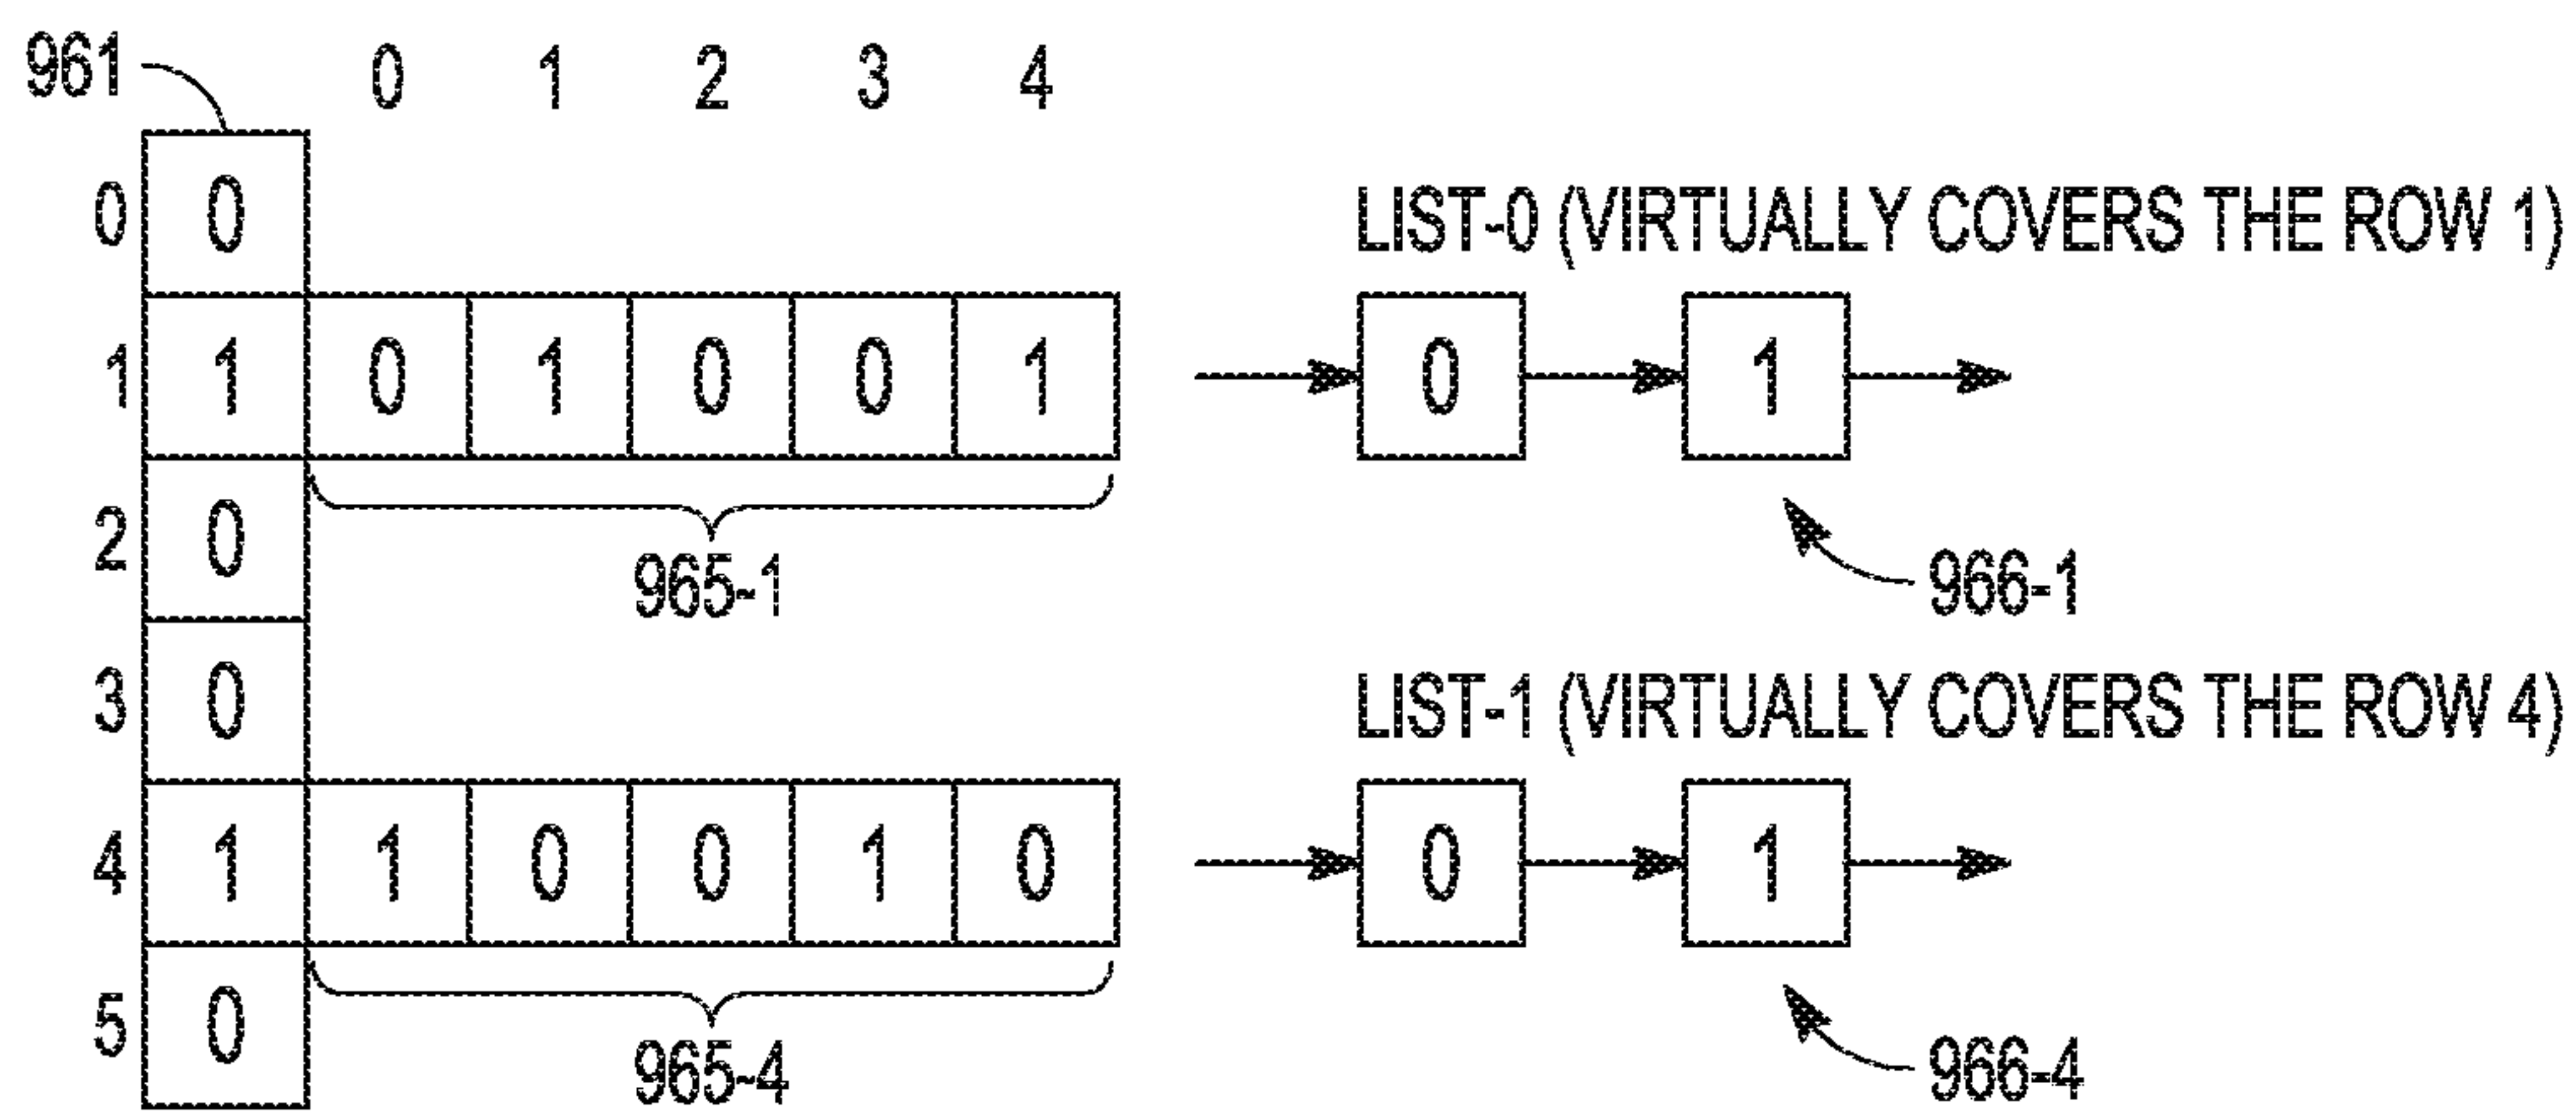 961 0 1 2 3 4
0 0 LIST-0 (VIRTUALLY COVERS THE ROW 1)
1 1 0 1 0 0 1 0 1
2 0 965-1 966-1
3 0 LIST-1 (VIRTUALLY COVERS THE ROW 4)
4 1 1 0 0 1 0 0 1
5 0 965-4 966-4